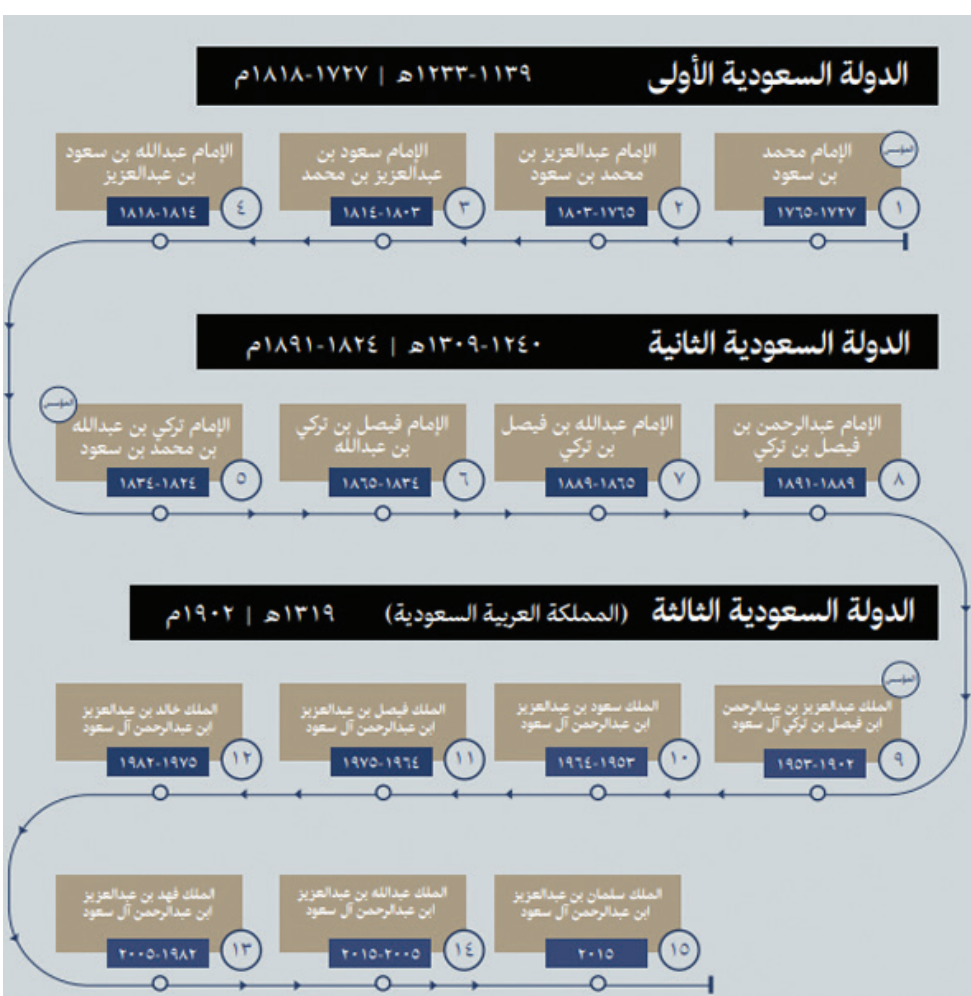 الدولة السعودية الأولى ١١٣٩-١٢٣٣هـ | ١٧٢٧-١٨١٨م
المؤسس
الإمام محمد
بن سعود
١
١٧٢٧-١٧٦٥
الإمام عبدالعزيز بن
محمد بن سعود
٢
١٧٦٥-١٨٠٣
الإمام سعود بن
عبدالعزيز بن محمد
٣
١٨٠٣-١٨١٤
الإمام عبدالله بن سعود
بن عبدالعزيز
٤
١٨١٤-١٨١٨
الدولة السعودية الثانية ١٢٤٠-١٣٠٩هـ | ١٨٢٤-١٨٩١م
المؤسس
الإمام تركي بن عبدالله
بن محمد بن سعود
٥
١٨٢٤-١٨٣٤
الإمام فيصل بن تركي
بن عبدالله
٦
١٨٣٤-١٨٦٥
الإمام عبدالله بن فيصل
بن تركي
٧
١٨٦٥-١٨٨٩
الإمام عبدالرحمن بن
فيصل بن تركي
٨
١٨٨٩-١٨٩١
الدولة السعودية الثالثة (المملكة العربية السعودية) ١٣١٩هـ | ١٩٠٢م
المؤسس
الملك عبدالعزيز بن عبدالرحمن
ابن فيصل بن تركي آل سعود
٩
١٩٠٢-١٩٥٣
الملك سعود بن عبدالعزيز
ابن عبدالرحمن آل سعود
١٠
١٩٥٣-١٩٦٤
الملك فيصل بن عبدالعزيز
ابن عبدالرحمن آل سعود
١١
١٩٦٤-١٩٧٥
الملك خالد بن عبدالعزيز
ابن عبدالرحمن آل سعود
١٢
١٩٧٥-١٩٨٢
الملك فهد بن عبدالعزيز
ابن عبدالرحمن آل سعود
١٣
١٩٨٢-٢٠٠٥
الملك عبدالله بن عبدالعزيز
ابن عبدالرحمن آل سعود
١٤
٢٠٠٥-٢٠١٥
الملك سلمان بن عبدالعزيز
ابن عبدالرحمن آل سعود
١٥
٢٠١٥